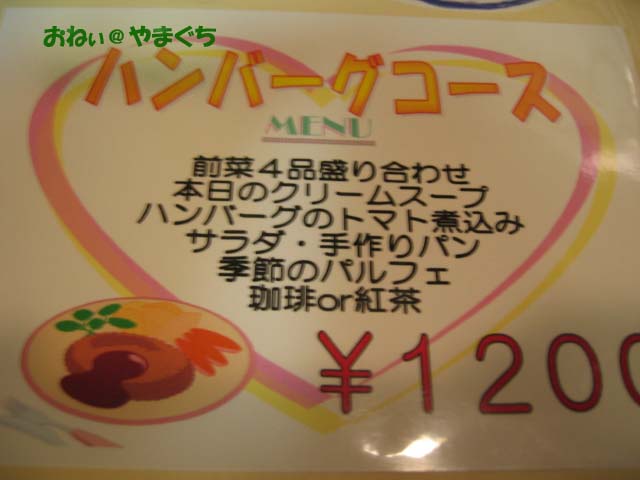 おねぃ@やまぐち
ハンバーグコース
MENU
前菜４品盛り合わせ
本日のクリームスープ
ハンバーグのトマト煮込み
サラダ・手作りパン
季節のパルフェ
珈琲or紅茶
￥1200